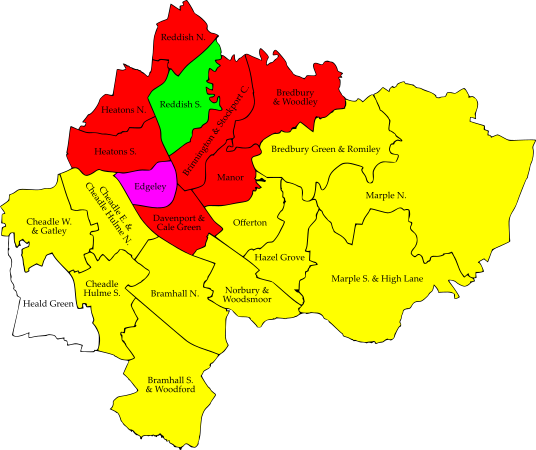 Reddish N.
Bredbury
& Woodley
Heatons N.
Reddish S.
Brinnington & Stockport C.
Heatons S.
Bredbury Green & Romiley
Edgeley
Manor
Marple N.
Cheadle E. &
Cheadle Hulme N.
Cheadle W.
& Gatley
Davenport &
Cale Green
Offerton
Hazel Grove
Marple S. & High Lane
Heald Green
Cheadle
Hulme S.
Bramhall N.
Norbury &
Woodsmoor
Bramhall S.
& Woodford